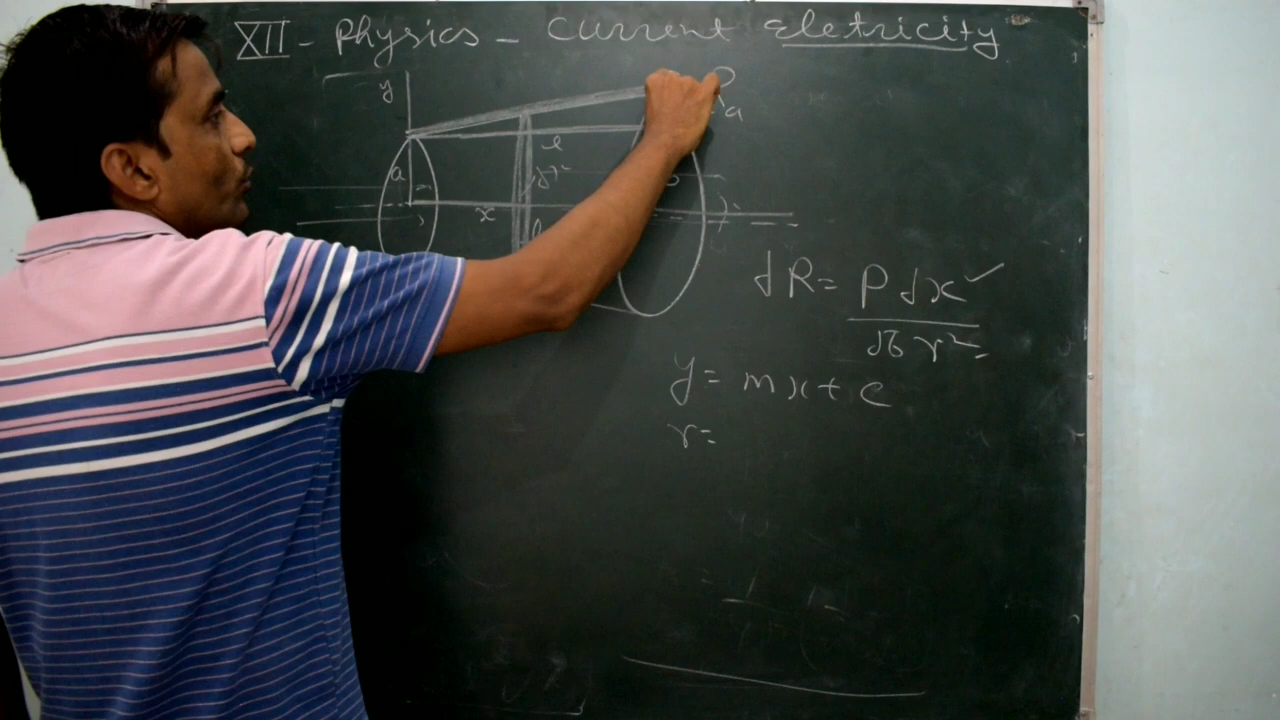 XII - Physics - Current Eletricity
y
a
a
l
x
dR= ρ dx
πr²
y= mx+c
r=